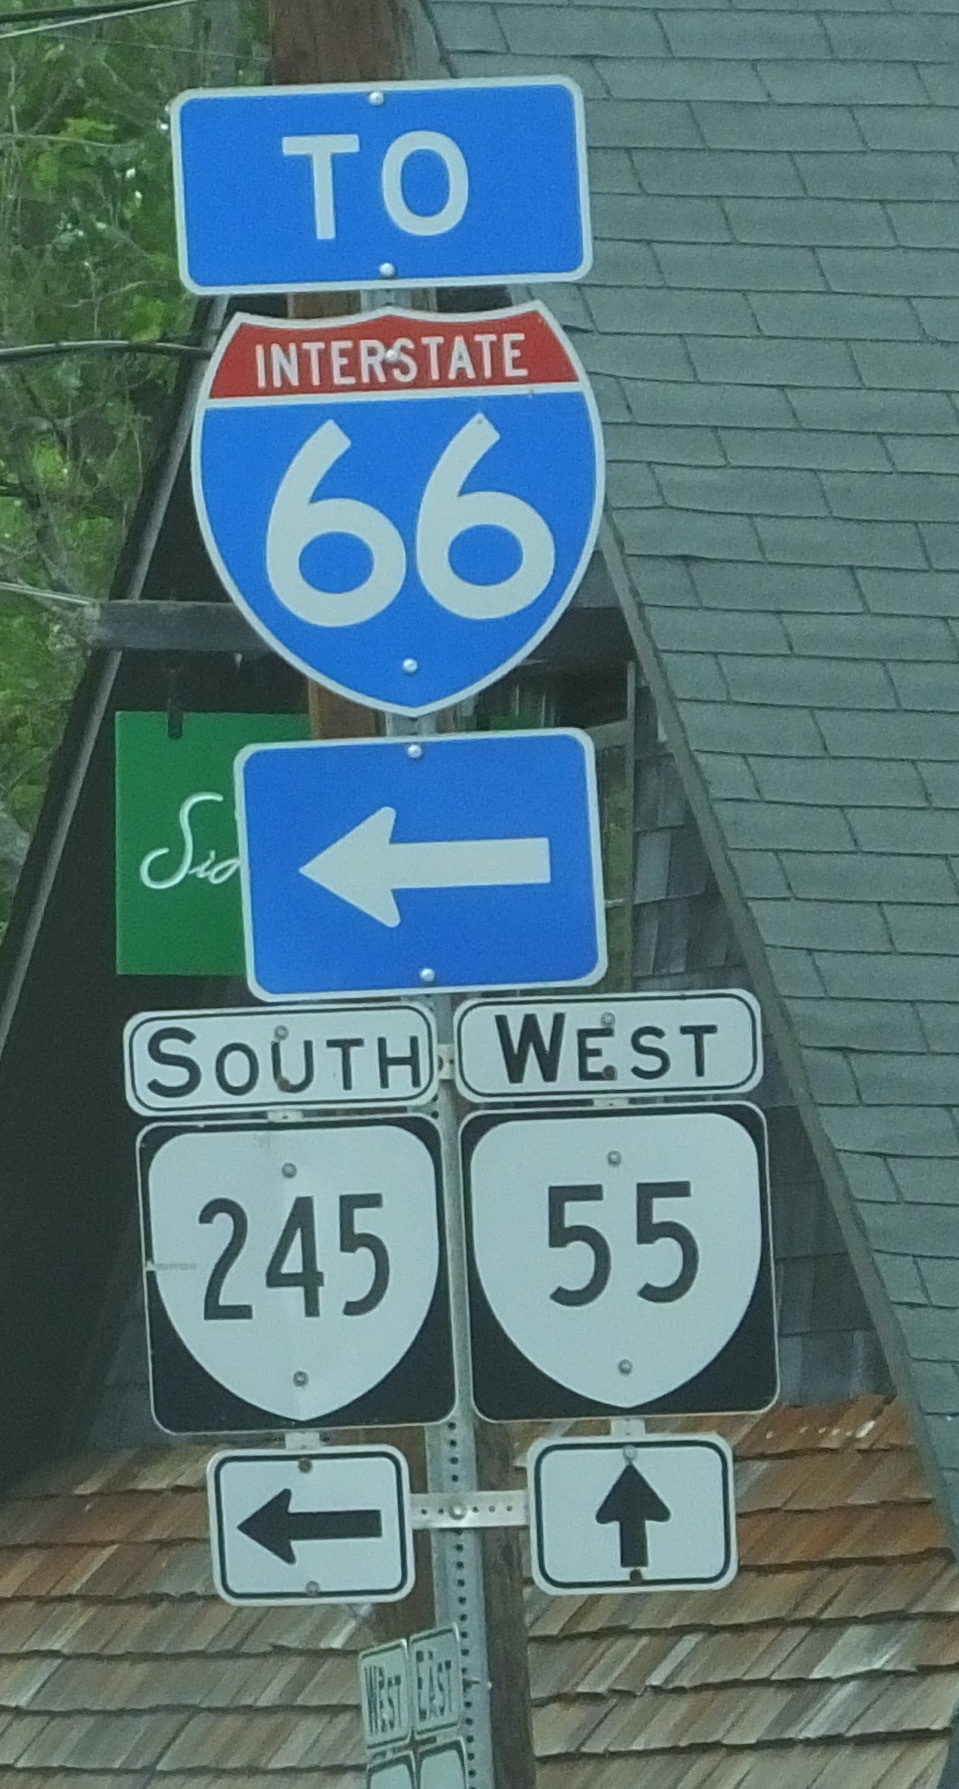 TO
INTERSTATE
66
SOUTH WEST
245 55
WEST EAST